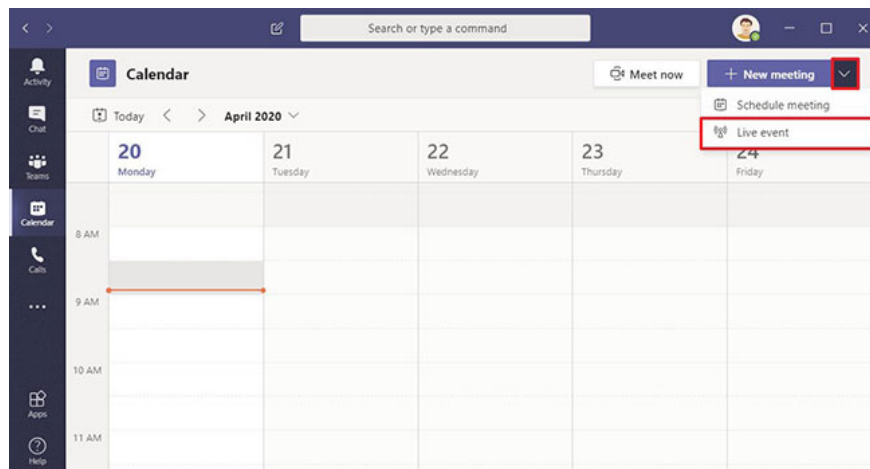 Search or type a command
Activity
Chat
Teams
Calendar
Calls
Apps
Help
Calendar
Meet now
+ New meeting
Schedule meeting
Live event
Today
April 2020
20
Monday
21
Tuesday
22
Wednesday
23
Thursday
24
Friday
8 AM
9 AM
10 AM
11 AM